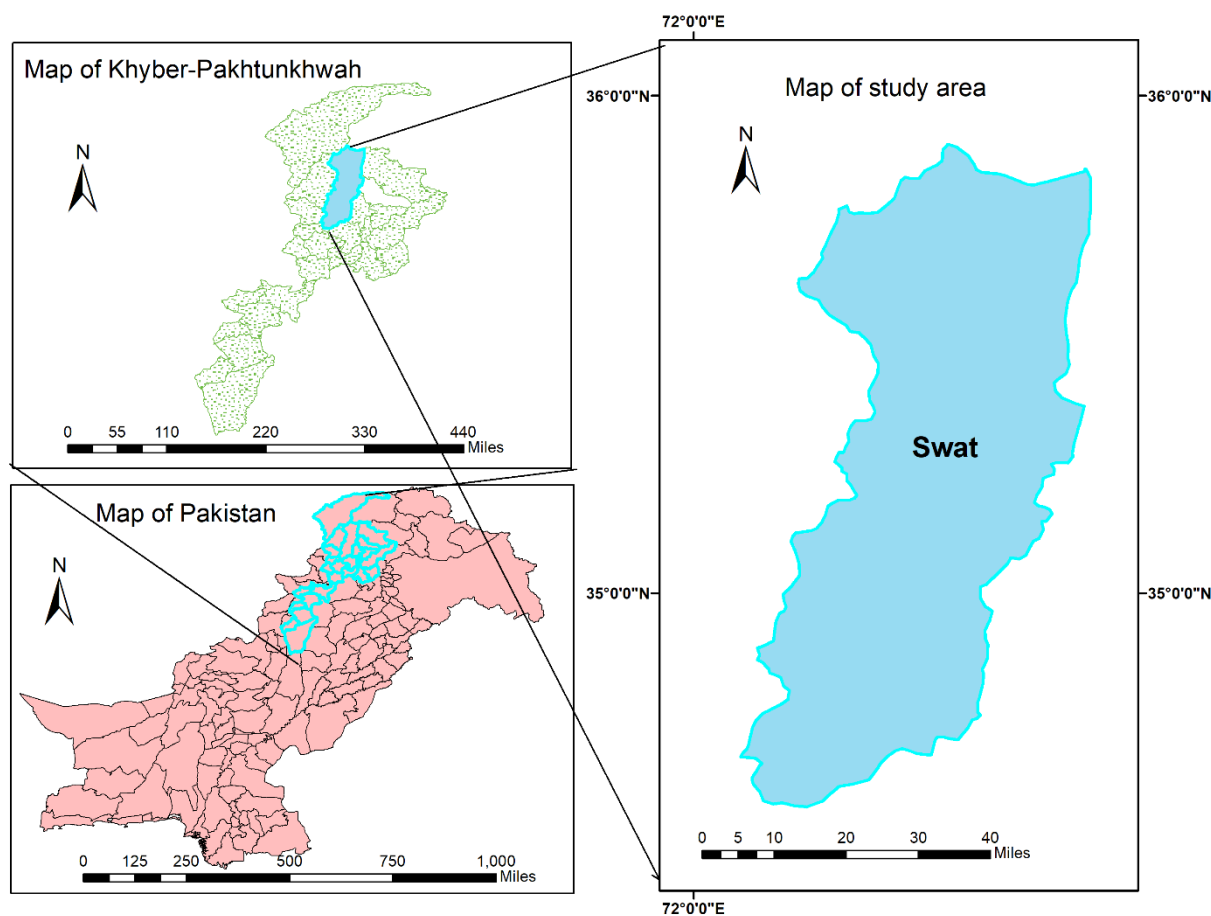 Map of Khyber-Pakhtunkhwah
N
0 55 110 220 330 440
Miles
Map of Pakistan
N
0 125 250 500 750 1,000
Miles
72°0'0"E
36°0'0"N 36°0'0"N
Map of study area
N
Swat
35°0'0"N 35°0'0"N
0 5 10 20 30 40
Miles
72°0'0"E